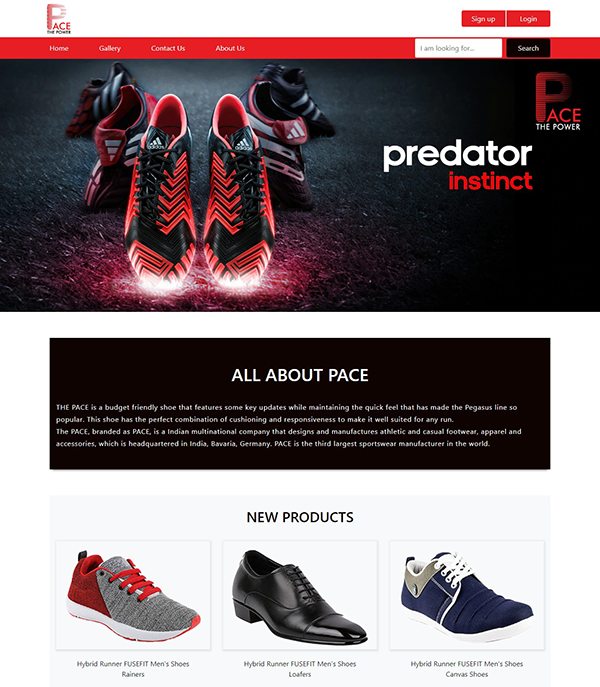 PACE
THE POWER
Sign up
Login
Home
Gallery
Contact Us
About Us
I am looking for...
Search
PACE
THE POWER
adidas
adidas
predator
instinct
ALL ABOUT PACE
THE PACE is a budget friendly shoe that features some key updates while maintaining the quick feel that has made the Pegasus line so
popular. This shoe has the perfect combination of cushioning and responsiveness to make it well suited for any run.
The PACE, branded as PACE, is a Indian multinational company that designs and manufactures athletic and casual footwear, apparel and
accessories, which is headquartered in India, Bavaria, Germany. PACE is the third largest sportswear manufacturer in the world.
NEW PRODUCTS
Hybrid Runner FUSEFIT Men's Shoes
Rainers
Hybrid Runner FUSEFIT Men's Shoes
Loafers
Hybrid Runner FUSEFIT Men's Shoes
Canvas Shoes